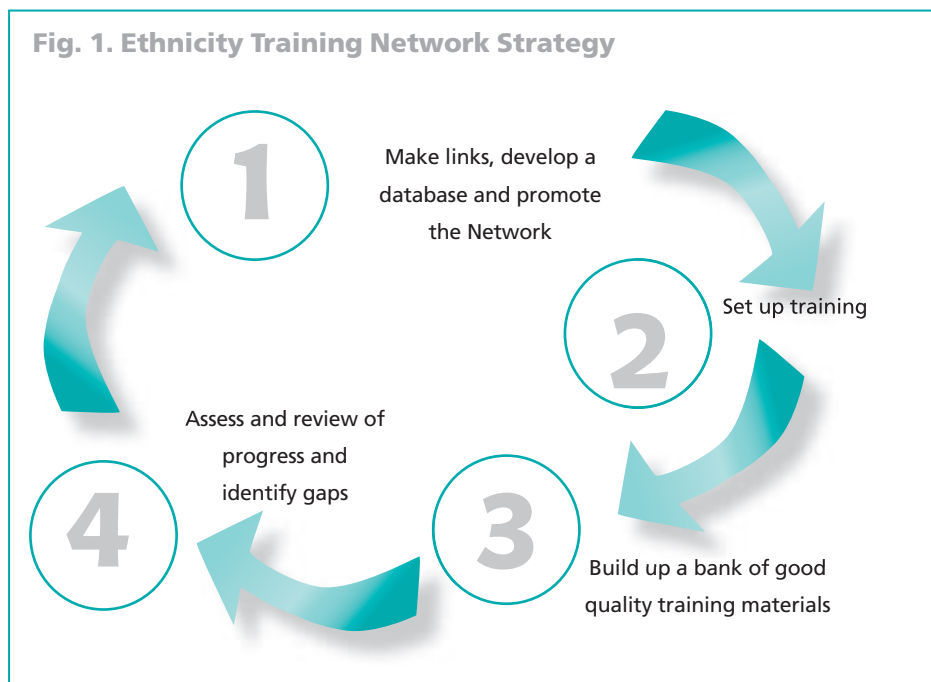 Fig. 1. Ethnicity Training Network Strategy
1
Make links, develop a
database and promote
the Network
2
Set up training
3
Build up a bank of good
quality training materials
4
Assess and review of
progress and
identify gaps